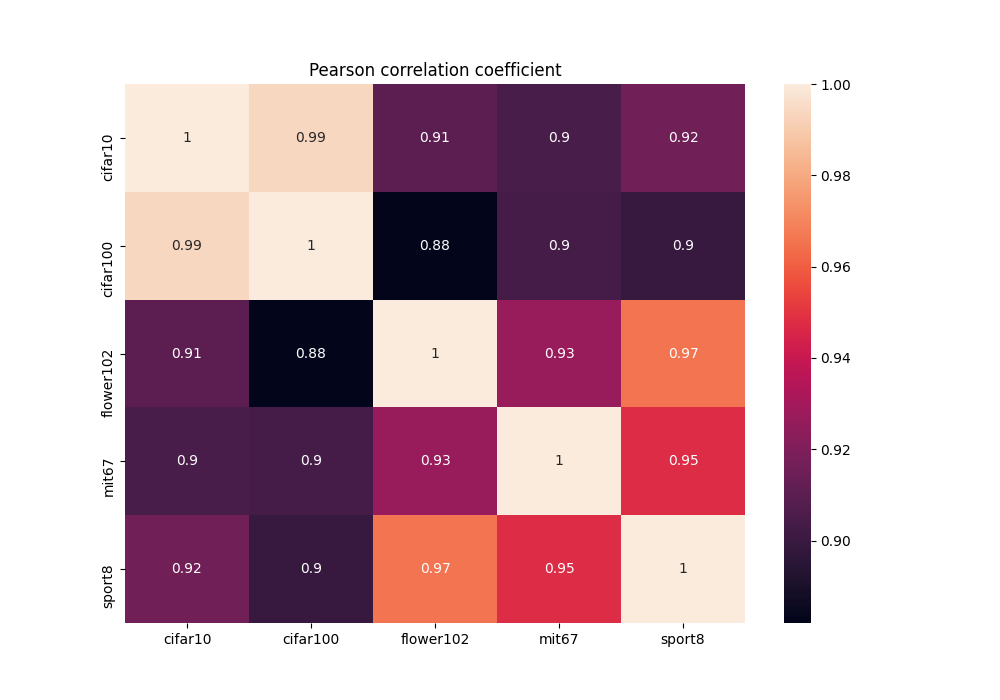 Pearson correlation coefficient
cifar10 1 0.99 0.91 0.9 0.92
cifar100 0.99 1 0.88 0.9 0.9
flower102 0.91 0.88 1 0.93 0.97
mit67 0.9 0.9 0.93 1 0.95
sport8 0.92 0.9 0.97 0.95 1
cifar10 cifar100 flower102 mit67 sport8
1.00
0.98
0.96
0.94
0.92
0.90